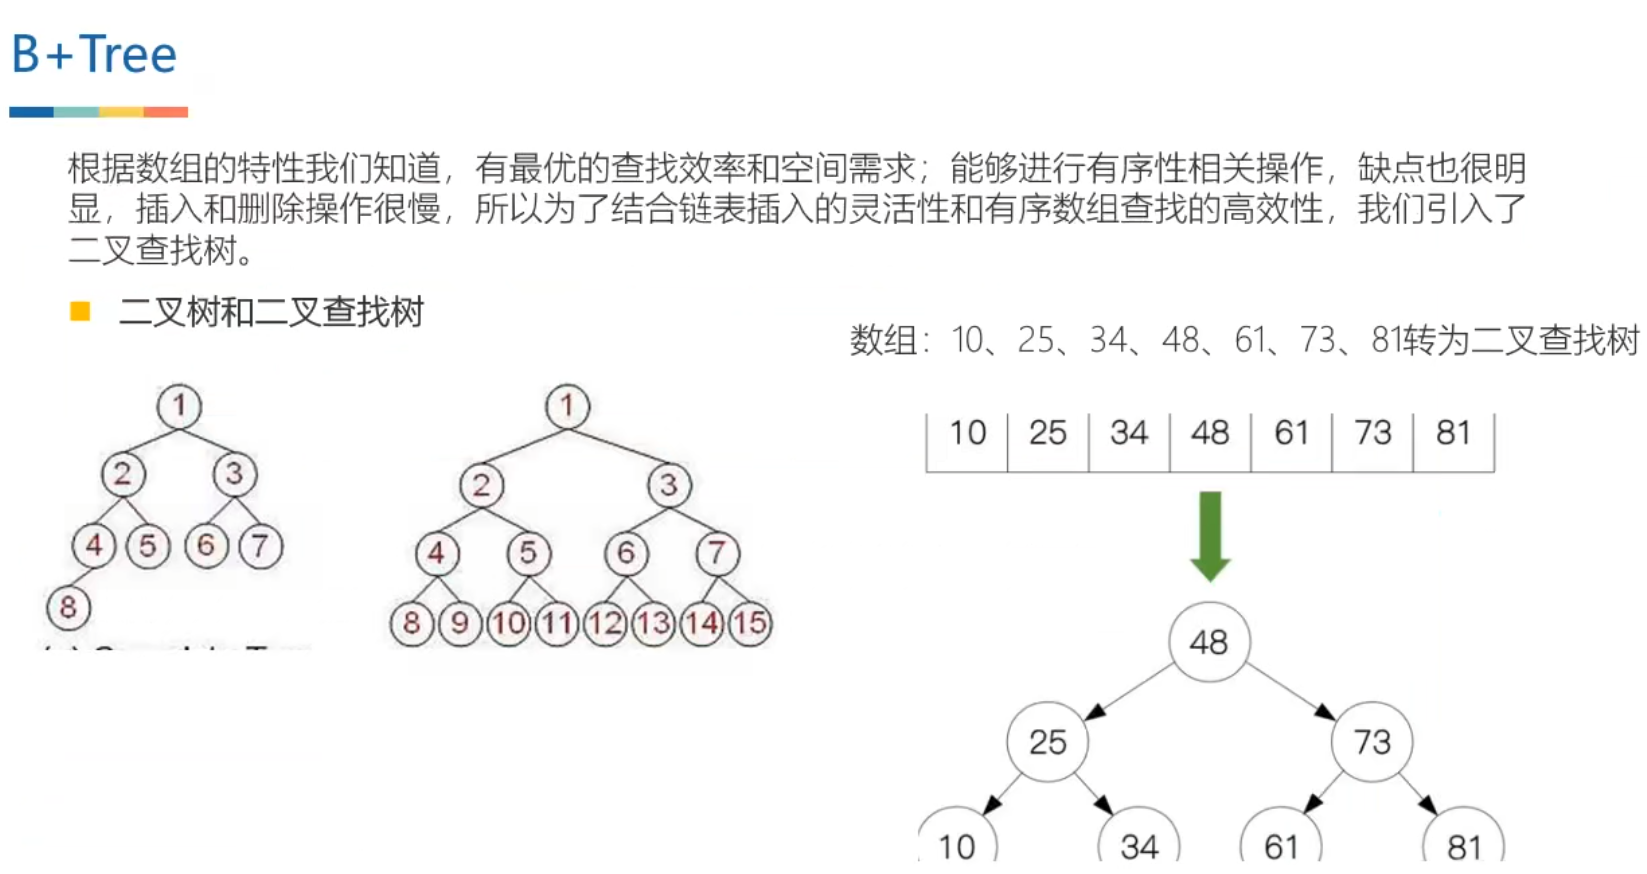 B+Tree
根据数组的特性我们知道，有最优的查找效率和空间需求；能够进行有序性相关操作，缺点也很明
显，插入和删除操作很慢，所以为了结合链表插入的灵活性和有序数组查找的高效性，我们引入了
二叉查找树。
二叉树和二叉查找树
数组：10、25、34、48、61、73、81转为二叉查找树
1
2 3
4 5 6 7
8
1
2 3
4 5 6 7
8 9 10 11 12 13 14 15
10 25 34 48 61 73 81
48
25 73
10 34 61 81